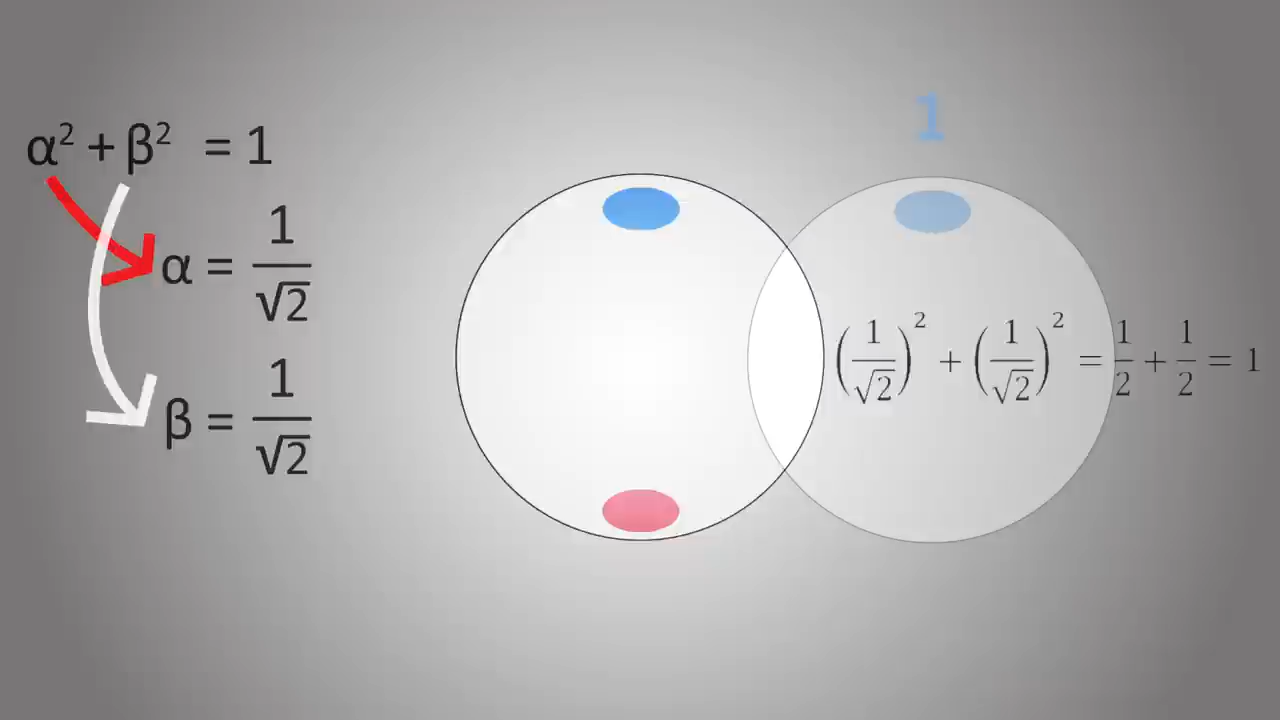 α² + β² = 1
α = 1/√2
β = 1/√2
1
(1/√2)² + (1/√2)² = 1/2 + 1/2 = 1